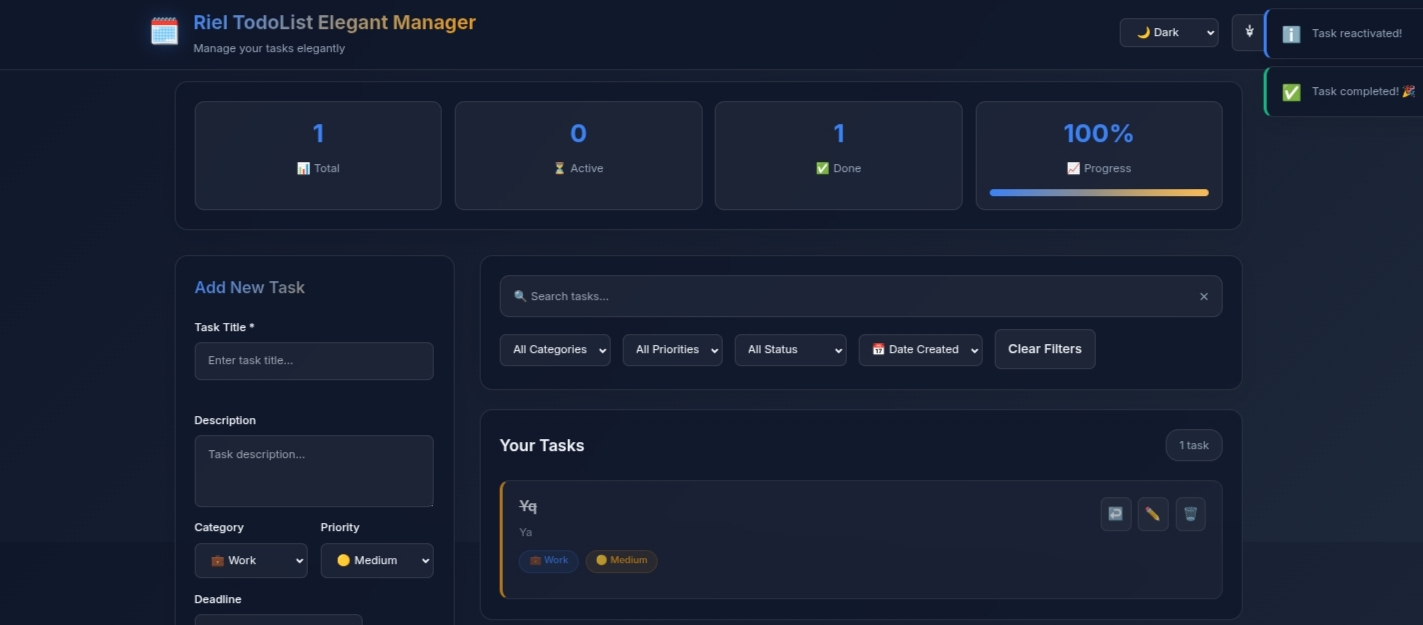 Riel TodoList Elegant Manager
Manage your tasks elegantly
🌙 Dark
Task reactivated!
Task completed! 🎉
1
📊 Total
0
⏳ Active
1
✅ Done
100%
📈 Progress
Add New Task
Task Title *
Enter task title...
Description
Task description...
Category
Priority
💼 Work
🟡 Medium
Deadline
🔍 Search tasks...
All Categories
All Priorities
All Status
📅 Date Created
Clear Filters
Your Tasks
1 task
Yq
Ya
💼 Work
🟡 Medium